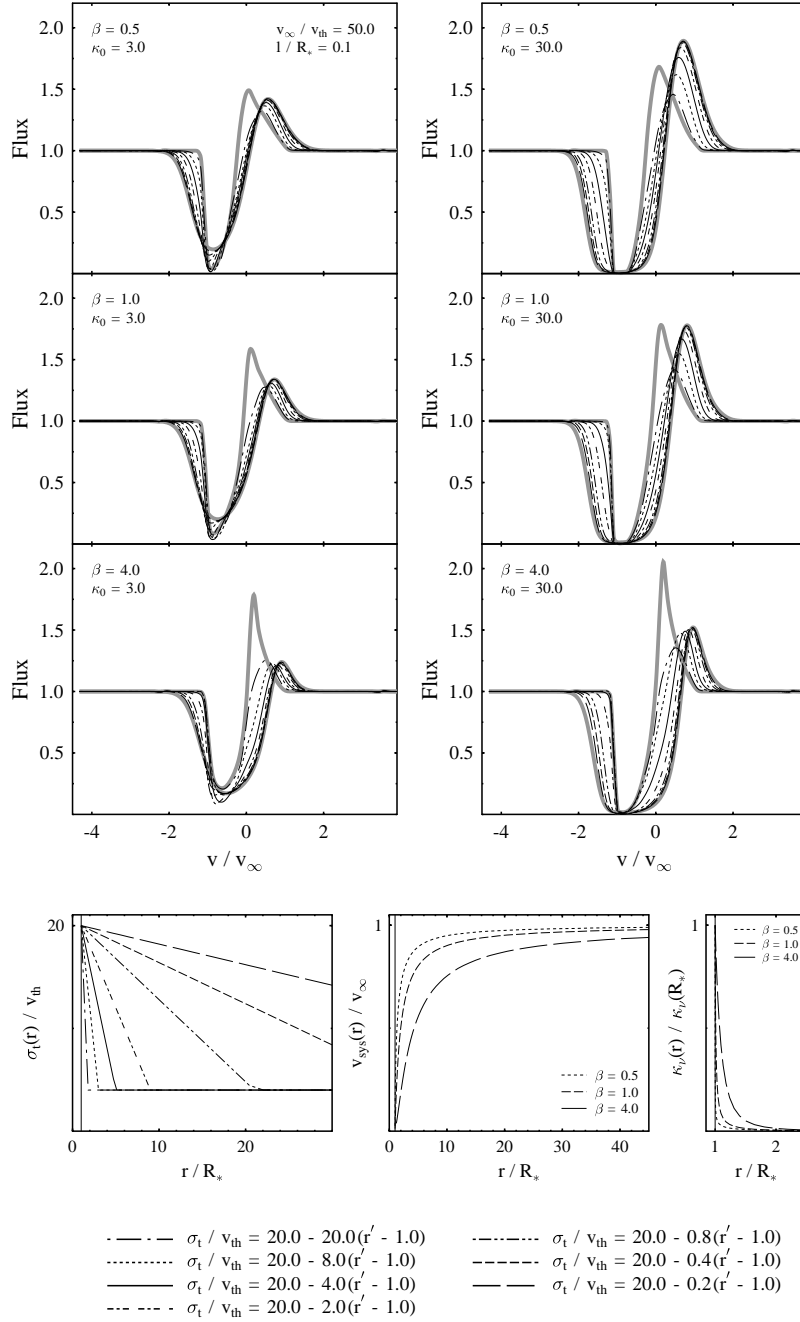 β = 0.5
κ₀ = 3.0
v∞ / vth = 50.0
l / R* = 0.1
Flux
2.0
1.5
1.0
0.5
β = 0.5
κ₀ = 30.0
Flux
2.0
1.5
1.0
0.5
β = 1.0
κ₀ = 3.0
Flux
2.0
1.5
1.0
0.5
β = 1.0
κ₀ = 30.0
Flux
2.0
1.5
1.0
0.5
β = 4.0
κ₀ = 3.0
Flux
2.0
1.5
1.0
0.5
-4 -2 0 2
v / v∞
β = 4.0
κ₀ = 30.0
Flux
2.0
1.5
1.0
0.5
-4 -2 0 2
v / v∞
σt(r) / vth
20
0 10 20
r / R*
vsys(r) / v∞
1
β = 0.5
β = 1.0
β = 4.0
0 10 20 30 40
r / R*
κν(r) / κν(R*)
1
β = 0.5
β = 1.0
β = 4.0
1 2
r / R*
σt / vth = 20.0 - 20.0(r′ - 1.0)
σt / vth = 20.0 - 8.0(r′ - 1.0)
σt / vth = 20.0 - 4.0(r′ - 1.0)
σt / vth = 20.0 - 2.0(r′ - 1.0)
σt / vth = 20.0 - 0.8(r′ - 1.0)
σt / vth = 20.0 - 0.4(r′ - 1.0)
σt / vth = 20.0 - 0.2(r′ - 1.0)